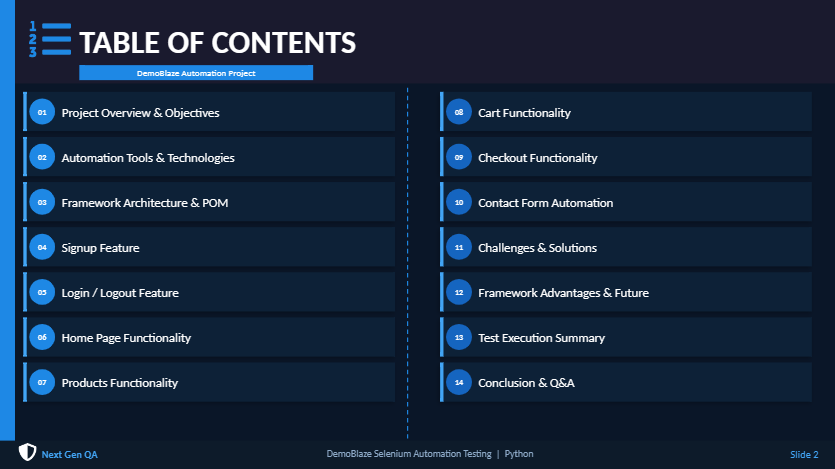 1
2
3
TABLE OF CONTENTS
DemoBlaze Automation Project
01 Project Overview & Objectives
02 Automation Tools & Technologies
03 Framework Architecture & POM
04 Signup Feature
05 Login / Logout Feature
06 Home Page Functionality
07 Products Functionality
08 Cart Functionality
09 Checkout Functionality
10 Contact Form Automation
11 Challenges & Solutions
12 Framework Advantages & Future
13 Test Execution Summary
14 Conclusion & Q&A
Next Gen QA
DemoBlaze Selenium Automation Testing | Python
Slide 2